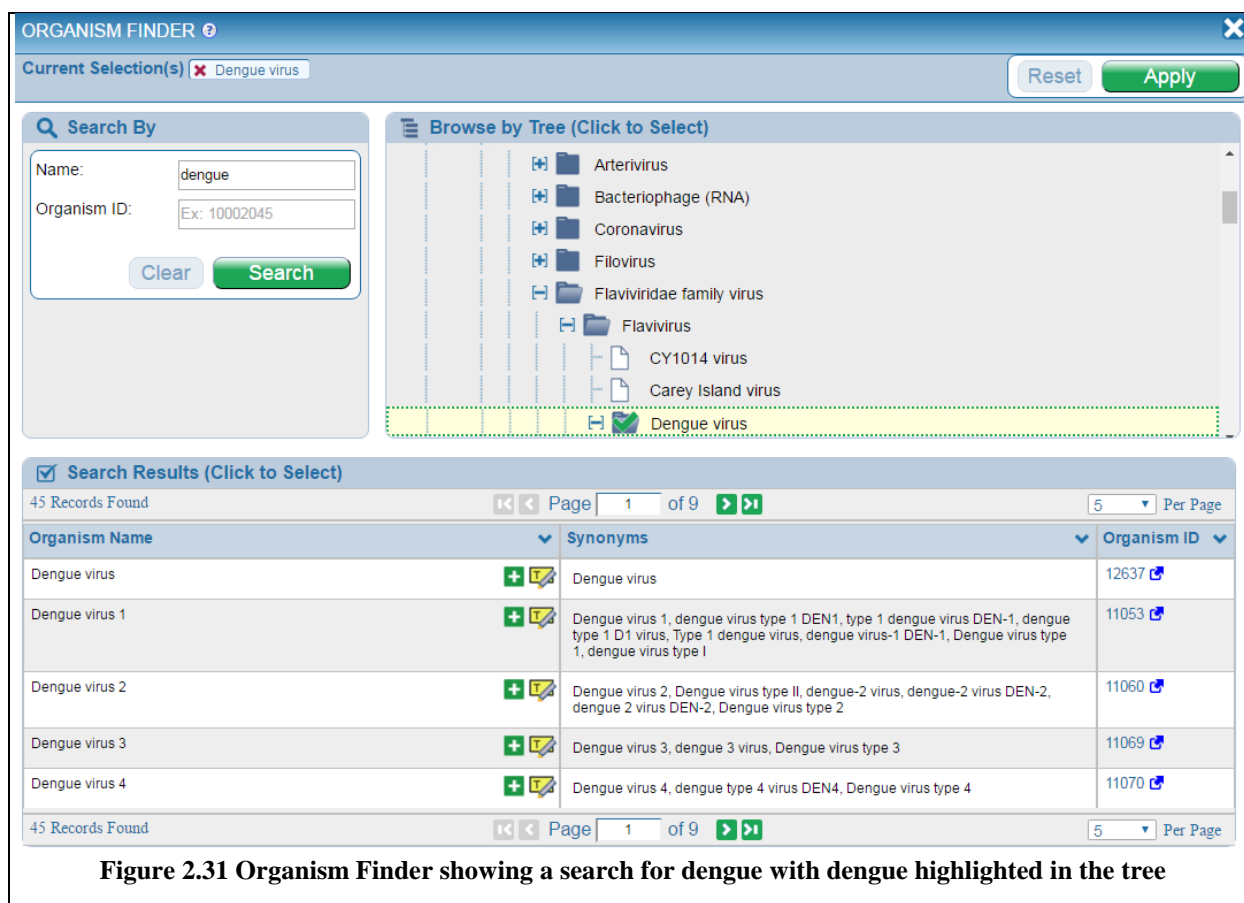 ORGANISM FINDER ?
Current Selection(s) Dengue virus
Reset Apply
Search By
Name: dengue
Organism ID: Ex: 10002045
Clear Search
Browse by Tree (Click to Select)
Arterivirus
Bacteriophage (RNA)
Coronavirus
Filovirus
Flaviviridae family virus
Flavivirus
CY1014 virus
Carey Island virus
Dengue virus
Search Results (Click to Select)
45 Records Found Page 1 of 9 5 Per Page
Organism Name Synonyms Organism ID
Dengue virus T Dengue virus 12637
Dengue virus 1 T Dengue virus 1, dengue virus type 1 DEN1, type 1 dengue virus DEN-1, dengue 11053
type 1 D1 virus, Type 1 dengue virus, dengue virus-1 DEN-1, Dengue virus type
1, dengue virus type I
Dengue virus 2 T Dengue virus 2, Dengue virus type II, dengue-2 virus, dengue-2 virus DEN-2, 11060
dengue 2 virus DEN-2, Dengue virus type 2
Dengue virus 3 T Dengue virus 3, dengue 3 virus, Dengue virus type 3 11069
Dengue virus 4 T Dengue virus 4, dengue type 4 virus DEN4, Dengue virus type 4 11070
45 Records Found Page 1 of 9 5 Per Page
Figure 2.31 Organism Finder showing a search for dengue with dengue highlighted in the tree